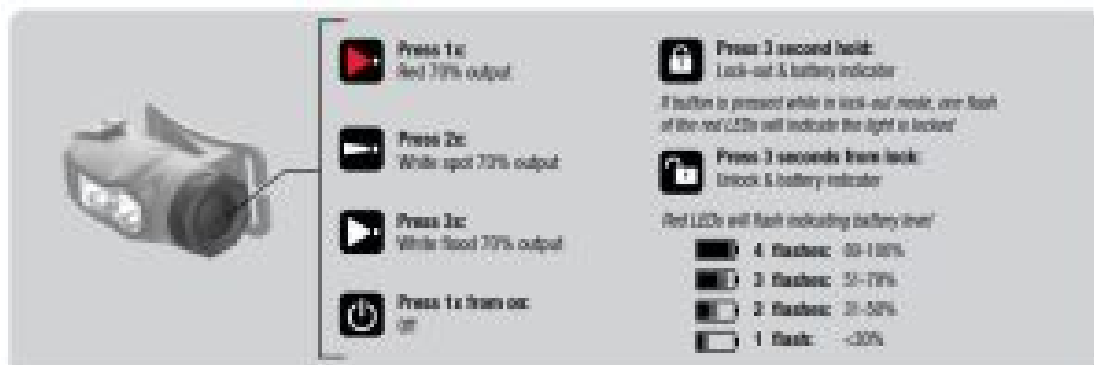 Press 1x:
Red 70% output
Press 2x:
White spot 70% output
Press 3x:
White flood 70% output
Press 1x from on:
Off
Press 3 second hold:
Lock-out & battery indicator
If button is pressed while in lock-out mode, one flash
of the red LEDs will indicate the light is locked
Press 3 seconds from lock:
Unlock & battery indicator
Red LEDs will flash indicating battery level
4 flashes:
3 flashes: 51-79%
2 flashes:
1 flash: